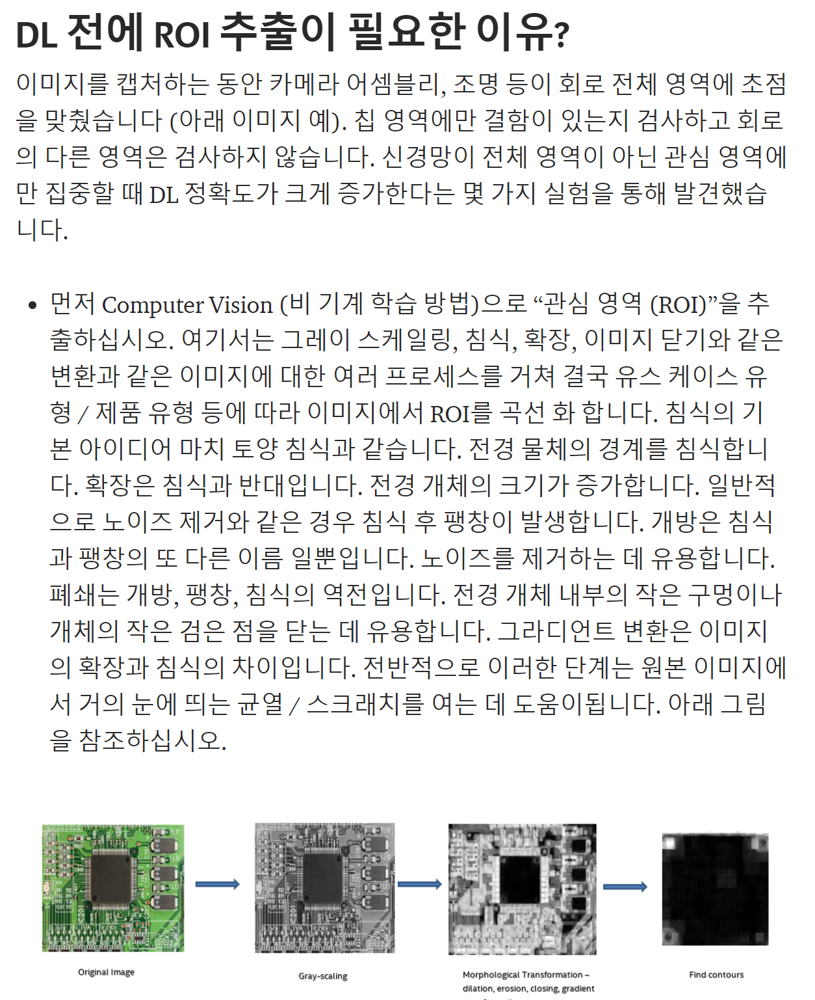 DL 전에 ROI 추출이 필요한 이유?
이미지를 캡처하는 동안 카메라 어셈블리, 조명 등이 회로 전체 영역에 초점
을 맞췄습니다 (아래 이미지 예). 칩 영역에만 결함이 있는지 검사하고 회로
의 다른 영역은 검사하지 않습니다. 신경망이 전체 영역이 아닌 관심 영역에
만 집중할 때 DL 정확도가 크게 증가한다는 몇 가지 실험을 통해 발견했습
니다.
• 먼저 Computer Vision (비 기계 학습 방법)으로 “관심 영역 (ROI)”을 추
출하십시오. 여기서는 그레이 스케일링, 침식, 확장, 이미지 닫기와 같은
변환과 같은 이미지에 대한 여러 프로세스를 거쳐 결국 유스 케이스 유
형 / 제품 유형 등에 따라 이미지에서 ROI를 곡선 화 합니다. 침식의 기
본 아이디어 마치 토양 침식과 같습니다. 전경 물체의 경계를 침식합니
다. 확장은 침식과 반대입니다. 전경 개체의 크기가 증가합니다. 일반적
으로 노이즈 제거와 같은 경우 침식 후 팽창이 발생합니다. 개방은 침식
과 팽창의 또 다른 이름 일뿐입니다. 노이즈를 제거하는 데 유용합니다.
폐쇄는 개방, 팽창, 침식의 역전입니다. 전경 개체 내부의 작은 구멍이나
개체의 작은 검은 점을 닫는 데 유용합니다. 그라디언트 변환은 이미지
의 확장과 침식의 차이입니다. 전반적으로 이러한 단계는 원본 이미지에
서 거의 눈에 띄는 균열 / 스크래치를 여는 데 도움이됩니다. 아래 그림
을 참조하십시오.
Original Image
Gray-scaling
Morphological Transformation –
dilation, erosion, closing, gradient
Find contours